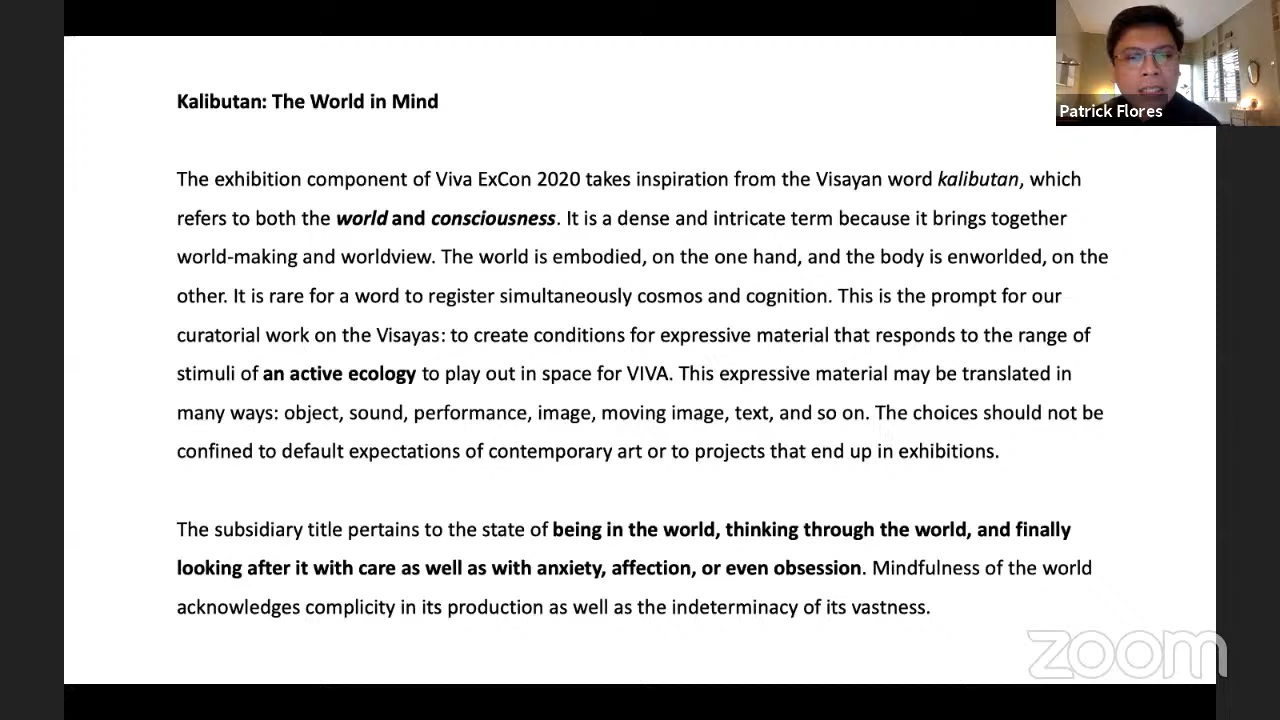 Kalibutan: The World in Mind
The exhibition component of Viva ExCon 2020 takes inspiration from the Visayan word kalibutan, which
refers to both the world and consciousness. It is a dense and intricate term because it brings together
world-making and worldview. The world is embodied, on the one hand, and the body is enworlded, on the
other. It is rare for a word to register simultaneously cosmos and cognition. This is the prompt for our
curatorial work on the Visayas: to create conditions for expressive material that responds to the range of
stimuli of an active ecology to play out in space for VIVA. This expressive material may be translated in
many ways: object, sound, performance, image, moving image, text, and so on. The choices should not be
confined to default expectations of contemporary art or to projects that end up in exhibitions.
The subsidiary title pertains to the state of being in the world, thinking through the world, and finally
looking after it with care as well as with anxiety, affection, or even obsession. Mindfulness of the world
acknowledges complicity in its production as well as the indeterminacy of its vastness.
Patrick Flores
zoom